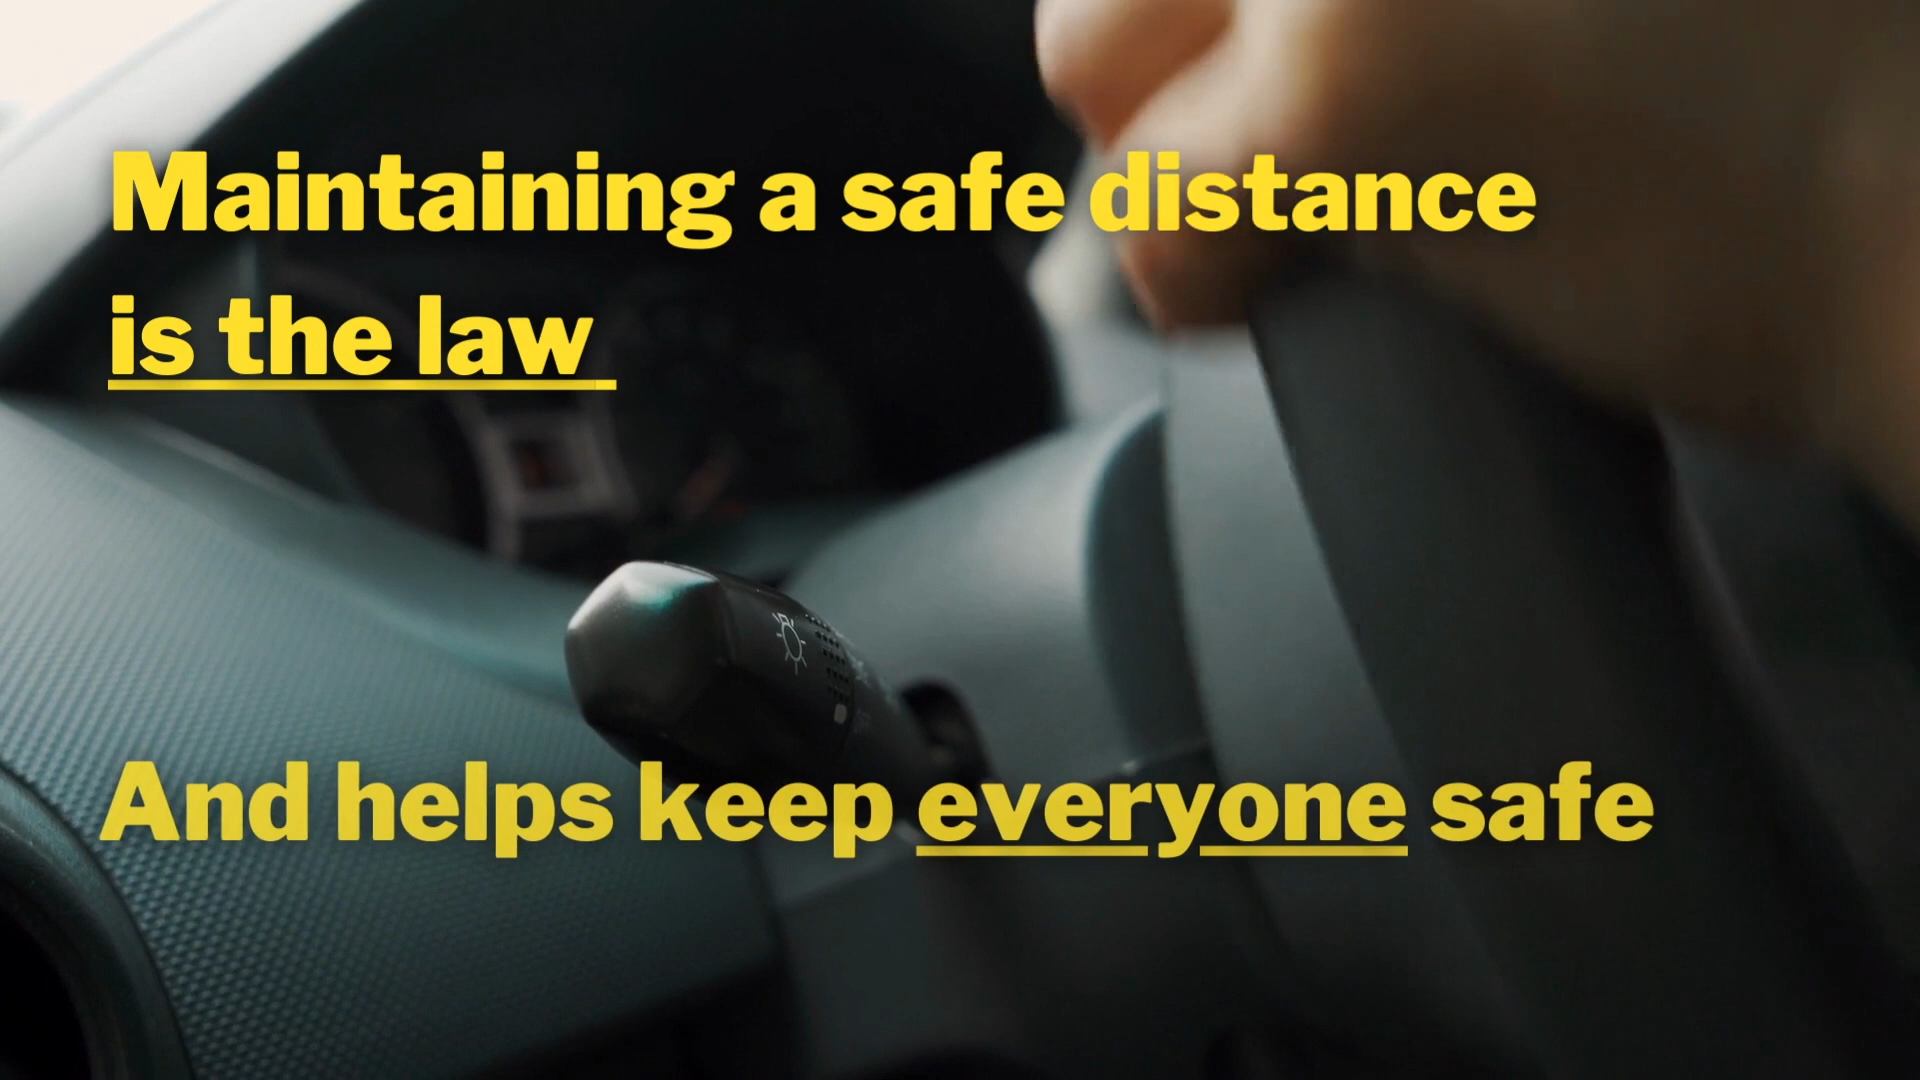 Maintaining a safe distance
is the law
And helps keep everyone safe